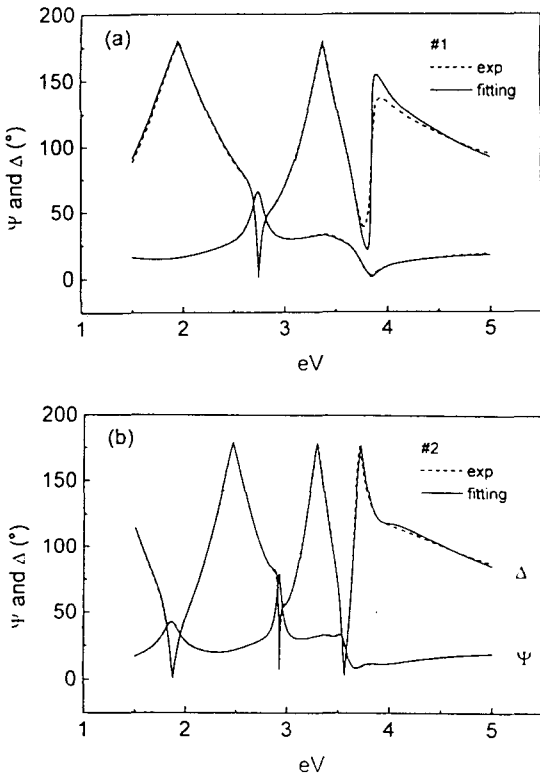 (a)
#1
exp
fitting
Ψ and Δ (°)
200
150
100
50
0
1
2
3
4
5
eV
(b)
#2
exp
fitting
Ψ and Δ (°)
200
150
100
50
0
Δ
Ψ
1
2
3
4
5
eV